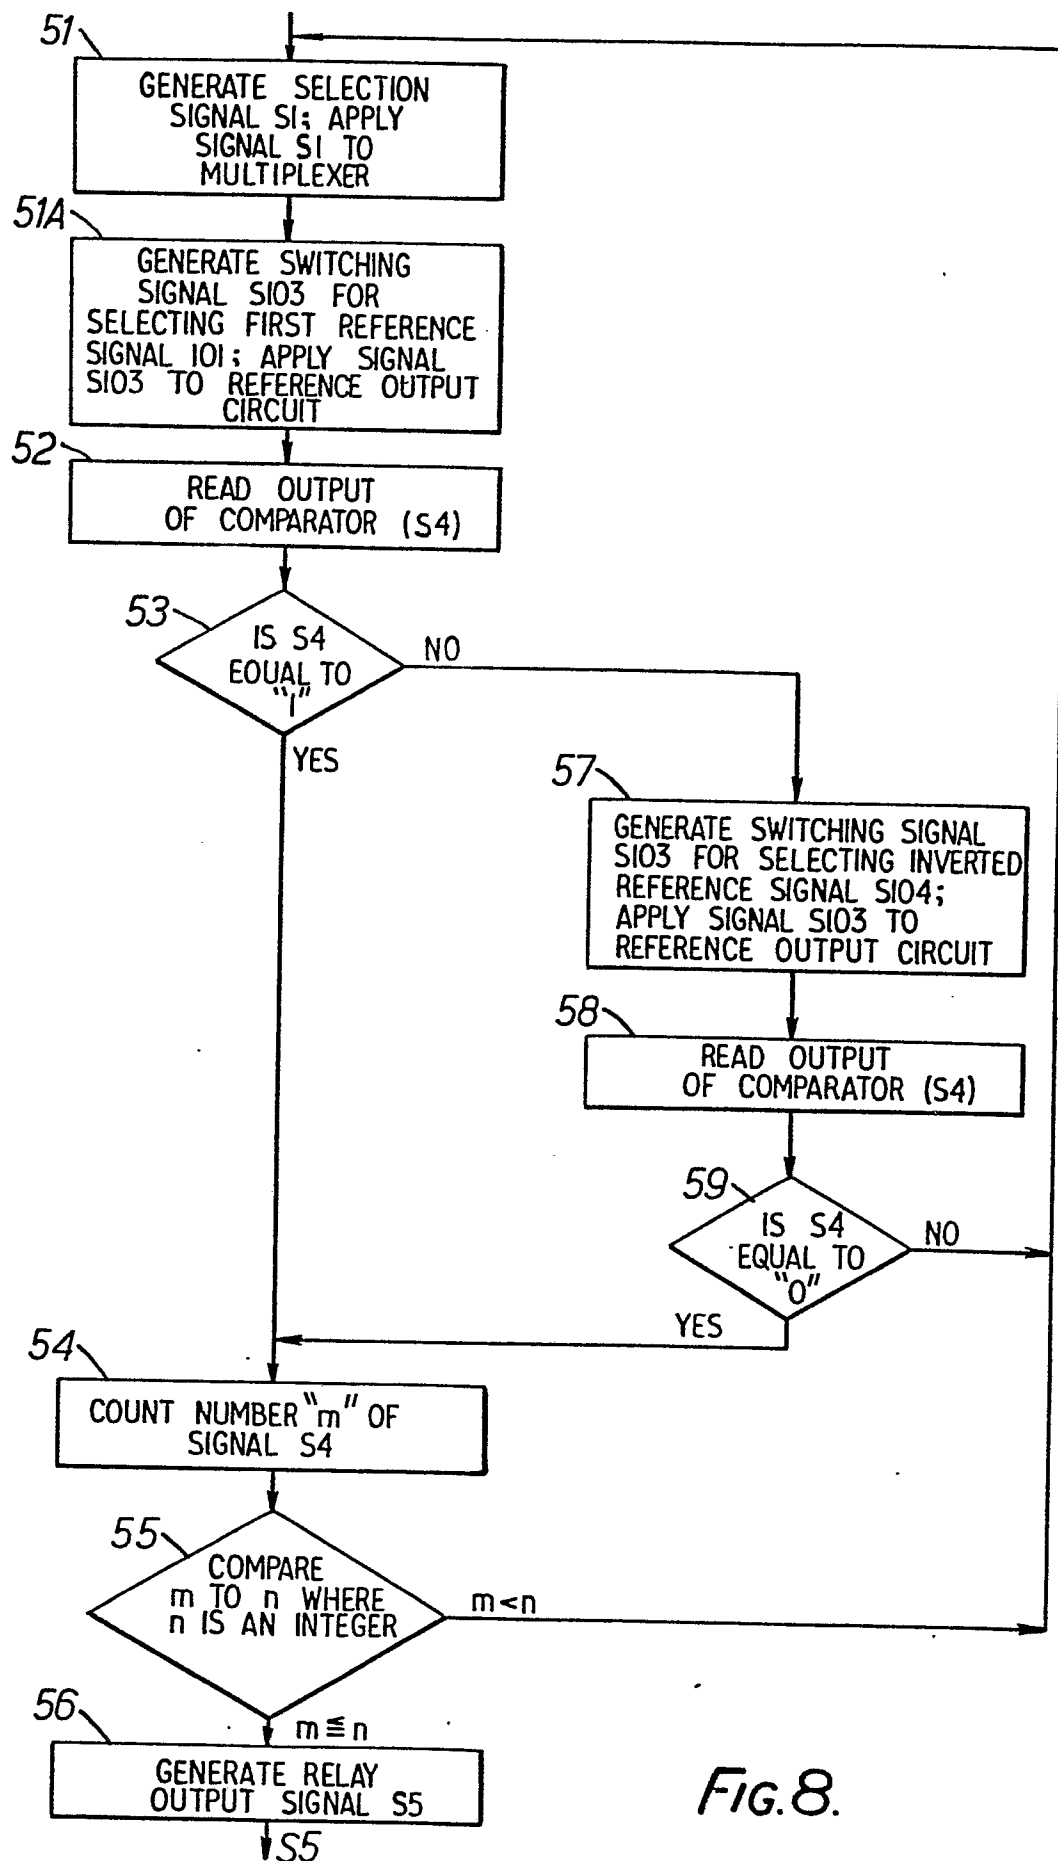 51
GENERATE SELECTION
SIGNAL S1; APPLY
SIGNAL S1 TO
MULTIPLEXER
51A
GENERATE SWITCHING
SIGNAL S103 FOR
SELECTING FIRST REFERENCE
SIGNAL 101; APPLY SIGNAL
S103 TO REFERENCE OUTPUT
CIRCUIT
52
READ OUTPUT
OF COMPARATOR (S4)
53
IS S4
EQUAL TO
"1"
NO
YES
57
GENERATE SWITCHING SIGNAL
S103 FOR SELECTING INVERTED
REFERENCE SIGNAL S104;
APPLY SIGNAL S103 TO
REFERENCE OUTPUT CIRCUIT
58
READ OUTPUT
OF COMPARATOR (S4)
59
IS S4
EQUAL TO
"0"
NO
YES
54
COUNT NUMBER "m" OF
SIGNAL S4
55
COMPARE
m TO n WHERE
n IS AN INTEGER
m<n
m≦n
56
GENERATE RELAY
OUTPUT SIGNAL S5
S5
FIG.8.